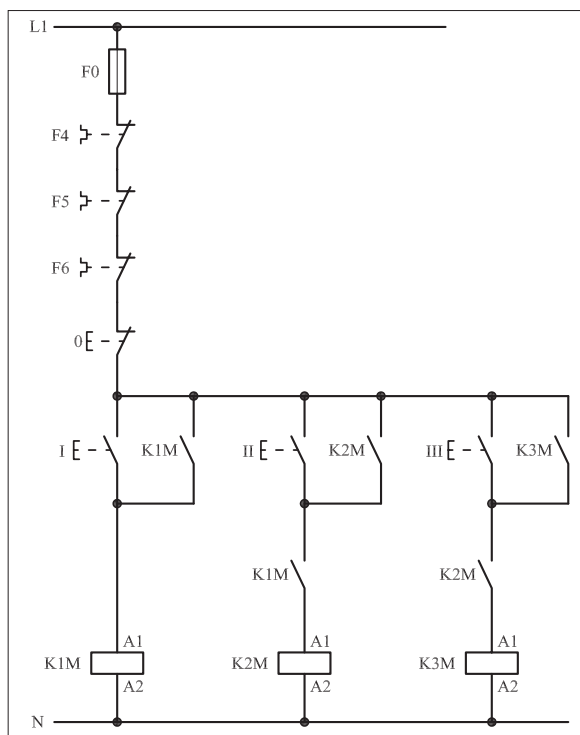 L1
F0
F4
F5
F6
0
I K1M II K2M III K3M
K1M K2M
A1 A1 A1
K1M K2M K3M
A2 A2 A2
N